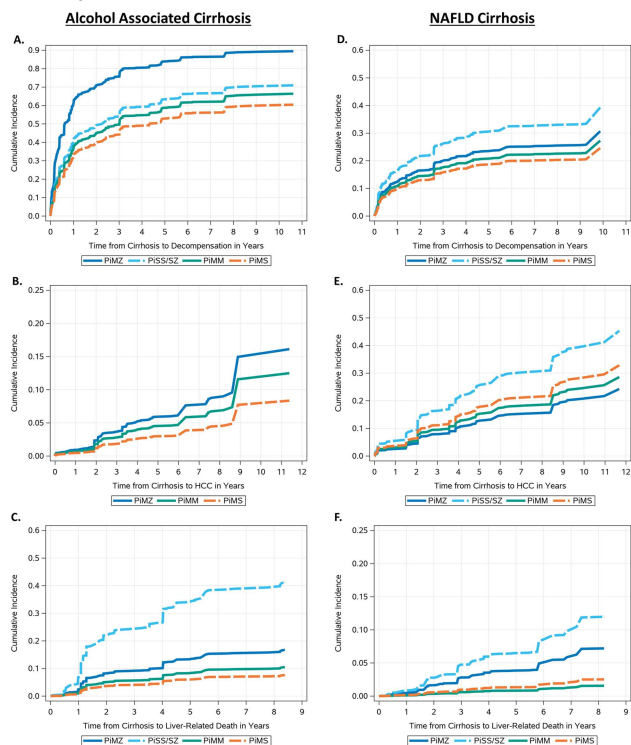 Alcohol Associated Cirrhosis
NAFLD Cirrhosis
A.
Cumulative Incidence
0.9
0.8
0.7
0.6
0.5
0.4
0.3
0.2
0.1
0.0
0 1 2 3 4 5 6 7 8 9 10 11
Time from Cirrhosis to Decompensation in Years
PiMZ PiSS/SZ PiMM PiMS
D.
Cumulative Incidence
0.6
0.5
0.4
0.3
0.2
0.1
0.0
0 1 2 3 4 5 6 7 8 9 10 11
Time from Cirrhosis to Decompensation in Years
PiMZ PiSS/SZ PiMM PiMS
B.
Cumulative Incidence
0.25
0.20
0.15
0.10
0.05
0.00
0 1 2 3 4 5 6 7 8 9 10 11 12
Time from Cirrhosis to HCC in Years
PiMZ PiMM PiMS
E.
Cumulative Incidence
0.6
0.5
0.4
0.3
0.2
0.1
0.0
0 1 2 3 4 5 6 7 8 9 10 11 12
Time from Cirrhosis to HCC in Years
PiMZ PiSS/SZ PiMM PiMS
C.
Cumulative Incidence
0.6
0.5
0.4
0.3
0.2
0.1
0.0
0 1 2 3 4 5 6 7 8 9
Time from Cirrhosis to Liver-Related Death in Years
PiMZ PiSS/SZ PiMM PiMS
F.
Cumulative Incidence
0.25
0.20
0.15
0.10
0.05
0.00
0 1 2 3 4 5 6 7 8 9
Time from Cirrhosis to Liver-Related Death in Years
PiMZ PiSS/SZ PiMM PiMS